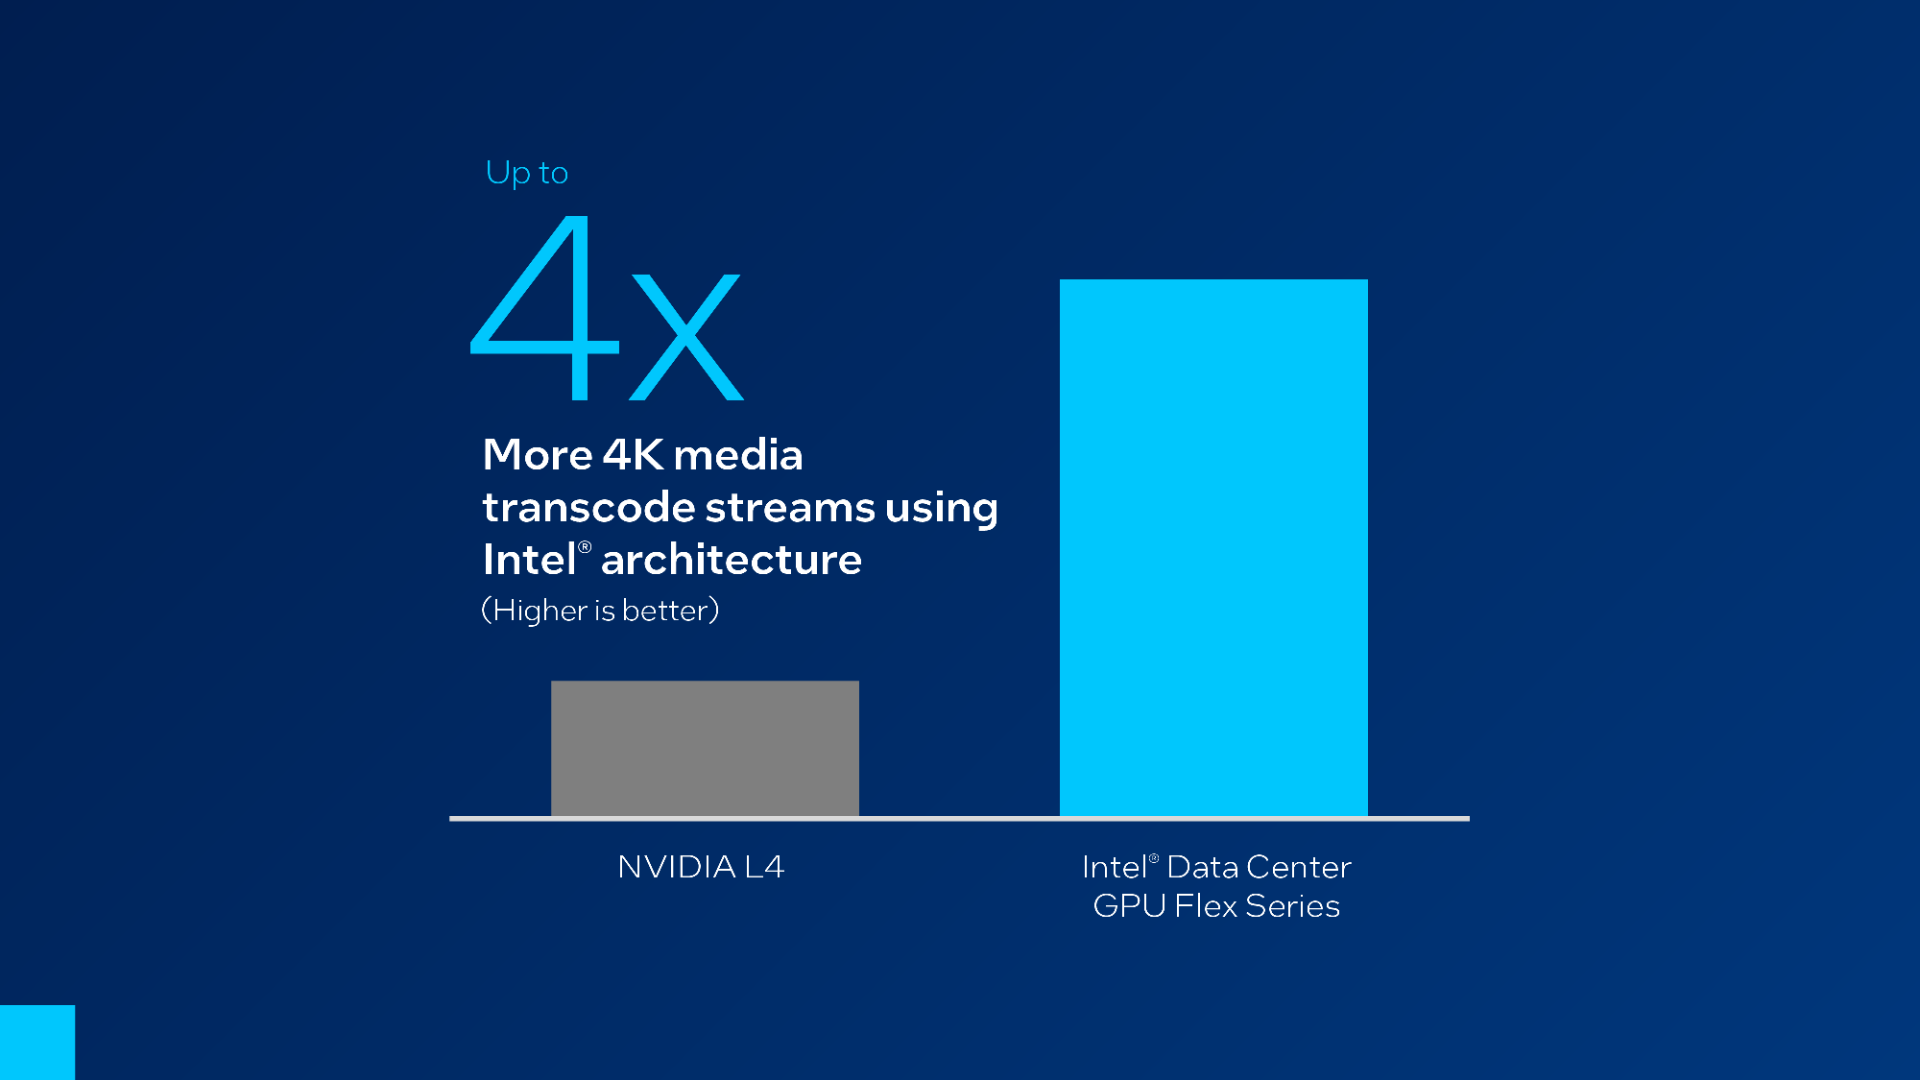 Up to
4x
More 4K media
transcode streams using
Intel® architecture
(Higher is better)
NVIDIA L4
Intel® Data Center
GPU Flex Series